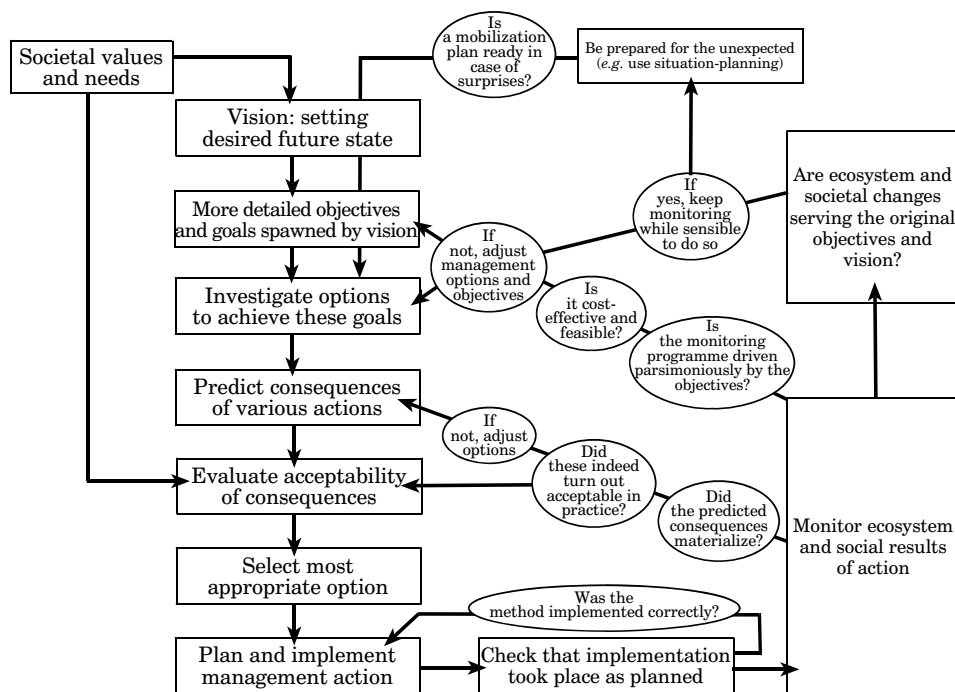 Societal values
and needs
Is
a mobilization
plan ready in
case of
surprises?
Be prepared for the unexpected
(e.g. use situation-planning)
Vision: setting
desired future state
Are ecosystem and
societal changes
serving the original
objectives and
vision?
If
yes, keep
monitoring
while sensible
to do so
More detailed objectives
and goals spawned by vision
If
not, adjust
management
options and
objectives
Investigate options
to achieve these goals
Is
it cost-
effective and
feasible?
Is
the monitoring
programme driven
parsimoniously by the
objectives?
Predict consequences
of various actions
If
not, adjust
options
Evaluate acceptability
of consequences
Did
these indeed
turn out
acceptable in
practice?
Did
the predicted
consequences
materialize?
Monitor ecosystem
and social results
of action
Select most
appropriate option
Was the
method implemented correctly?
Plan and implement
management action
Check that implementation
took place as planned